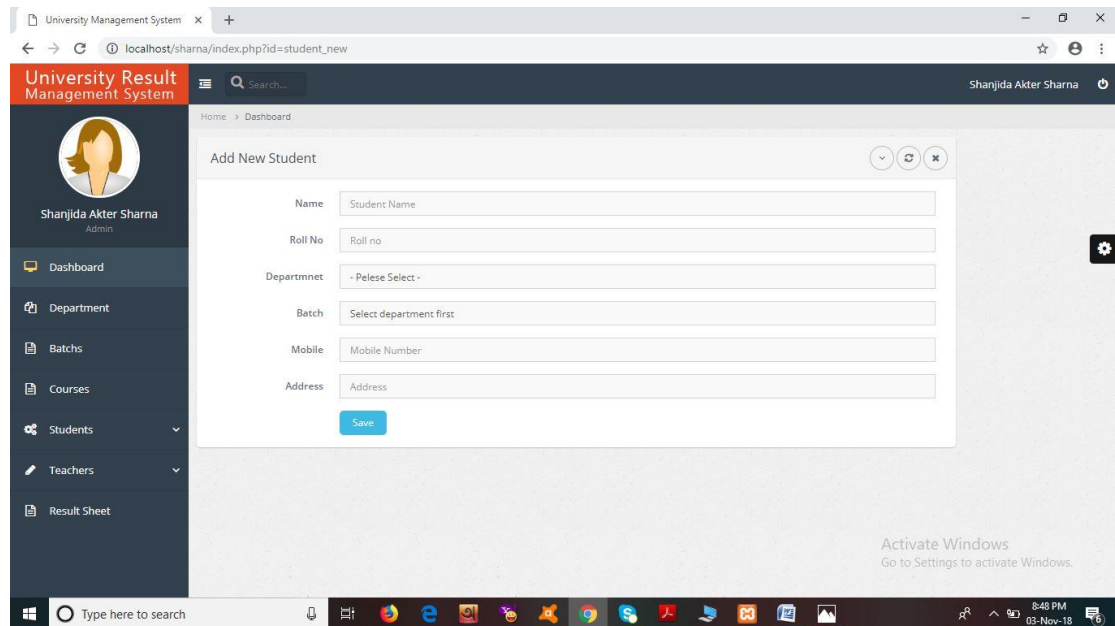 University Management System
localhost/sharna/index.php?id=student_new
University Result
Management System
Search...
Shanjida Akter Sharna
Home > Dashboard
Shanjida Akter Sharna
Admin
Dashboard
Department
Batchs
Courses
Students
Teachers
Result Sheet
Add New Student
Name Student Name
Roll No Roll no
Departmnet - Pelese Select -
Batch Select department first
Mobile Mobile Number
Address Address
Save
Activate Windows
Go to Settings to activate Windows.
Type here to search
8:48 PM
03-Nov-18
6